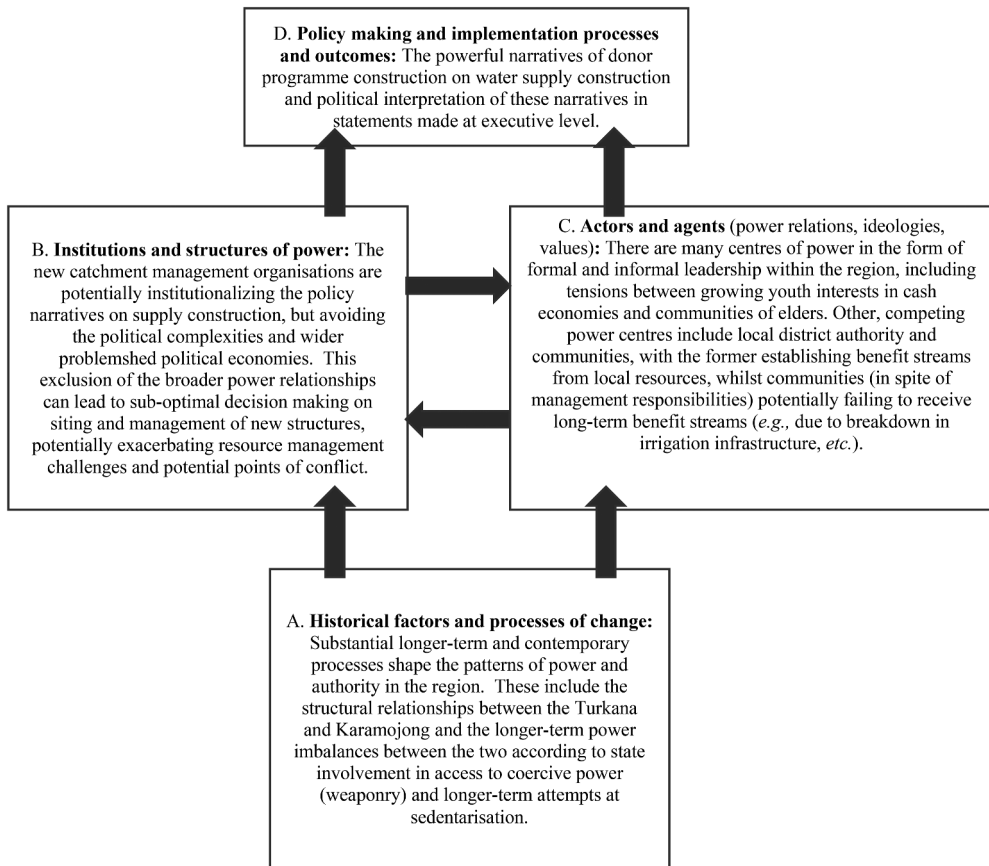 D. Policy making and implementation processes
and outcomes: The powerful narratives of donor
programme construction on water supply construction
and political interpretation of these narratives in
statements made at executive level.
B. Institutions and structures of power: The
new catchment management organisations are
potentially institutionalizing the policy
narratives on supply construction, but avoiding
the political complexities and wider
problemshed political economies. This
exclusion of the broader power relationships
can lead to sub-optimal decision making on
siting and management of new structures,
potentially exacerbating resource management
challenges and potential points of conflict.
C. Actors and agents (power relations, ideologies,
values): There are many centres of power in the form of
formal and informal leadership within the region, including
tensions between growing youth interests in cash
economies and communities of elders. Other, competing
power centres include local district authority and
communities, with the former establishing benefit streams
from local resources, whilst communities (in spite of
management responsibilities) potentially failing to receive
long-term benefit streams (e.g., due to breakdown in
irrigation infrastructure, etc.).
A. Historical factors and processes of change:
Substantial longer-term and contemporary
processes shape the patterns of power and
authority in the region. These include the
structural relationships between the Turkana
and Karamojong and the longer-term power
imbalances between the two according to state
involvement in access to coercive power
(weaponry) and longer-term attempts at
sedentarisation.